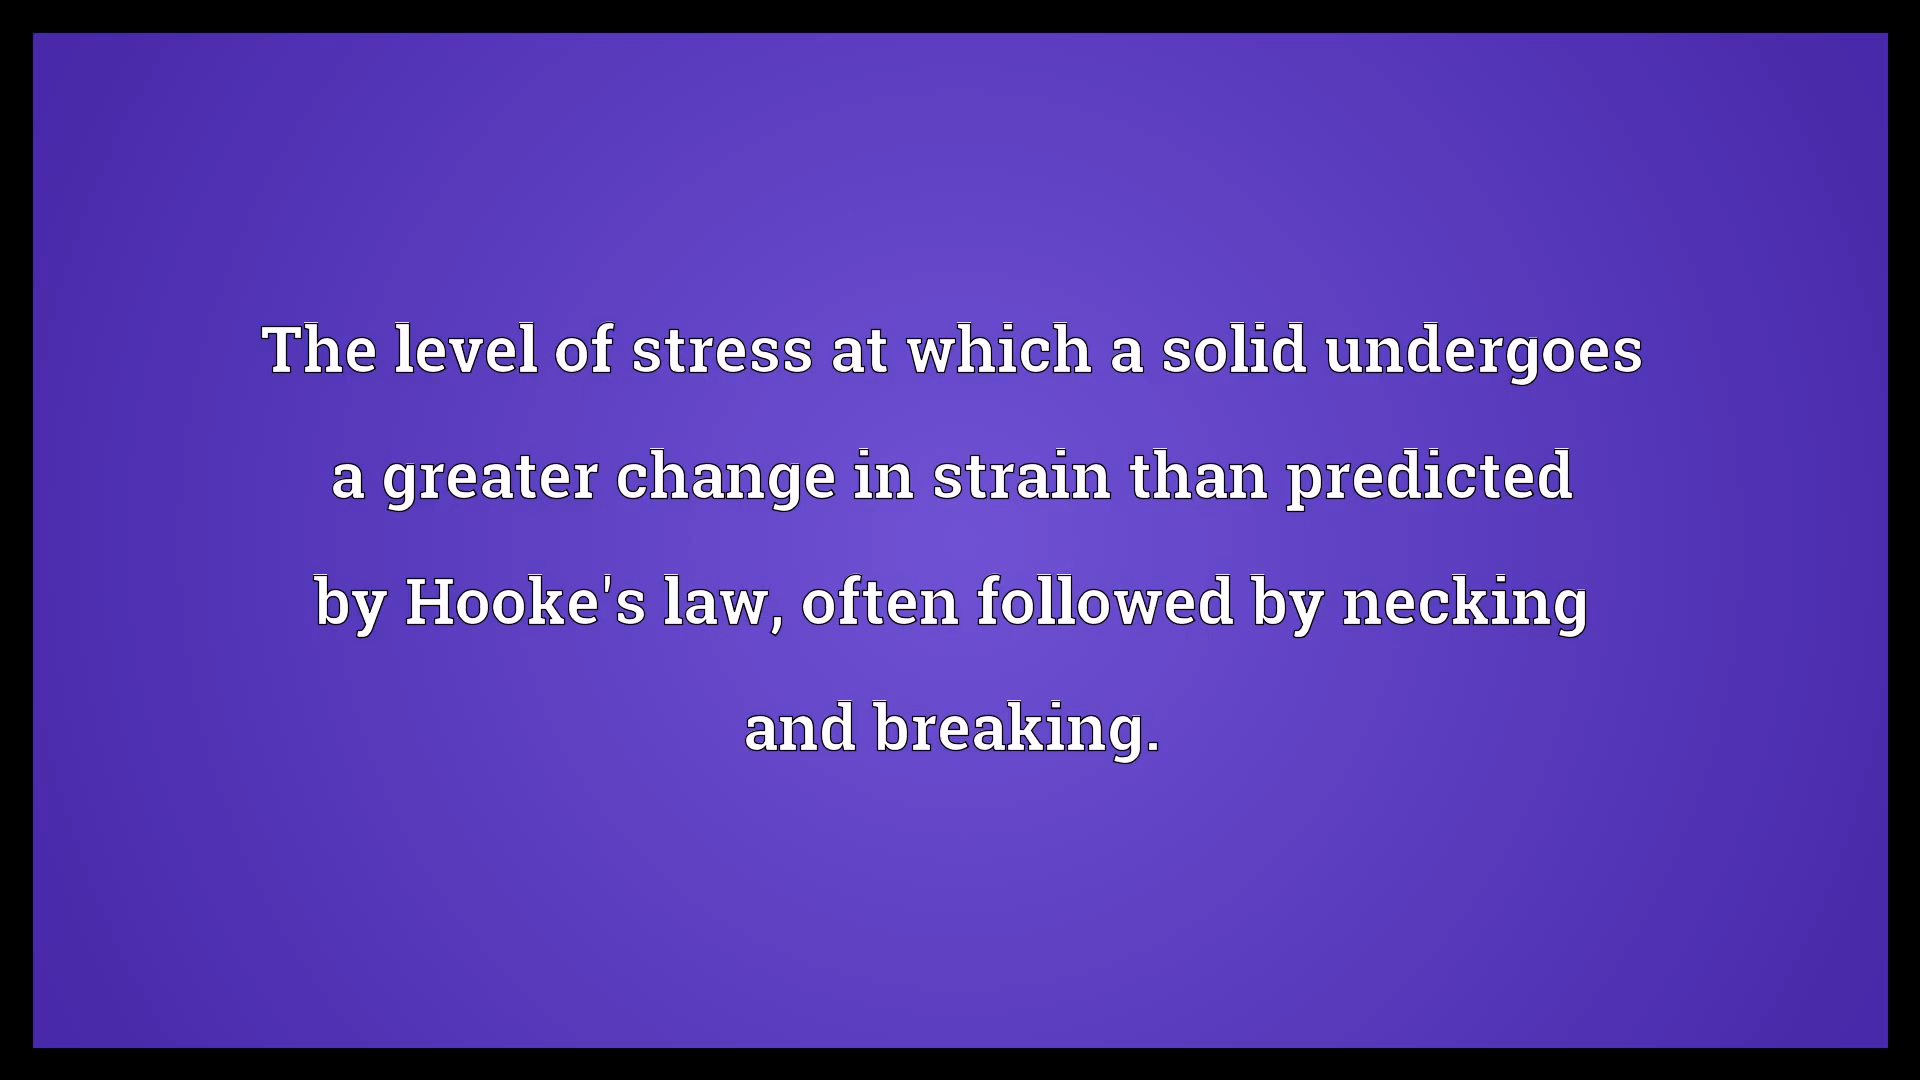 The level of stress at which a solid undergoes
a greater change in strain than predicted
by Hooke's law, often followed by necking
and breaking.